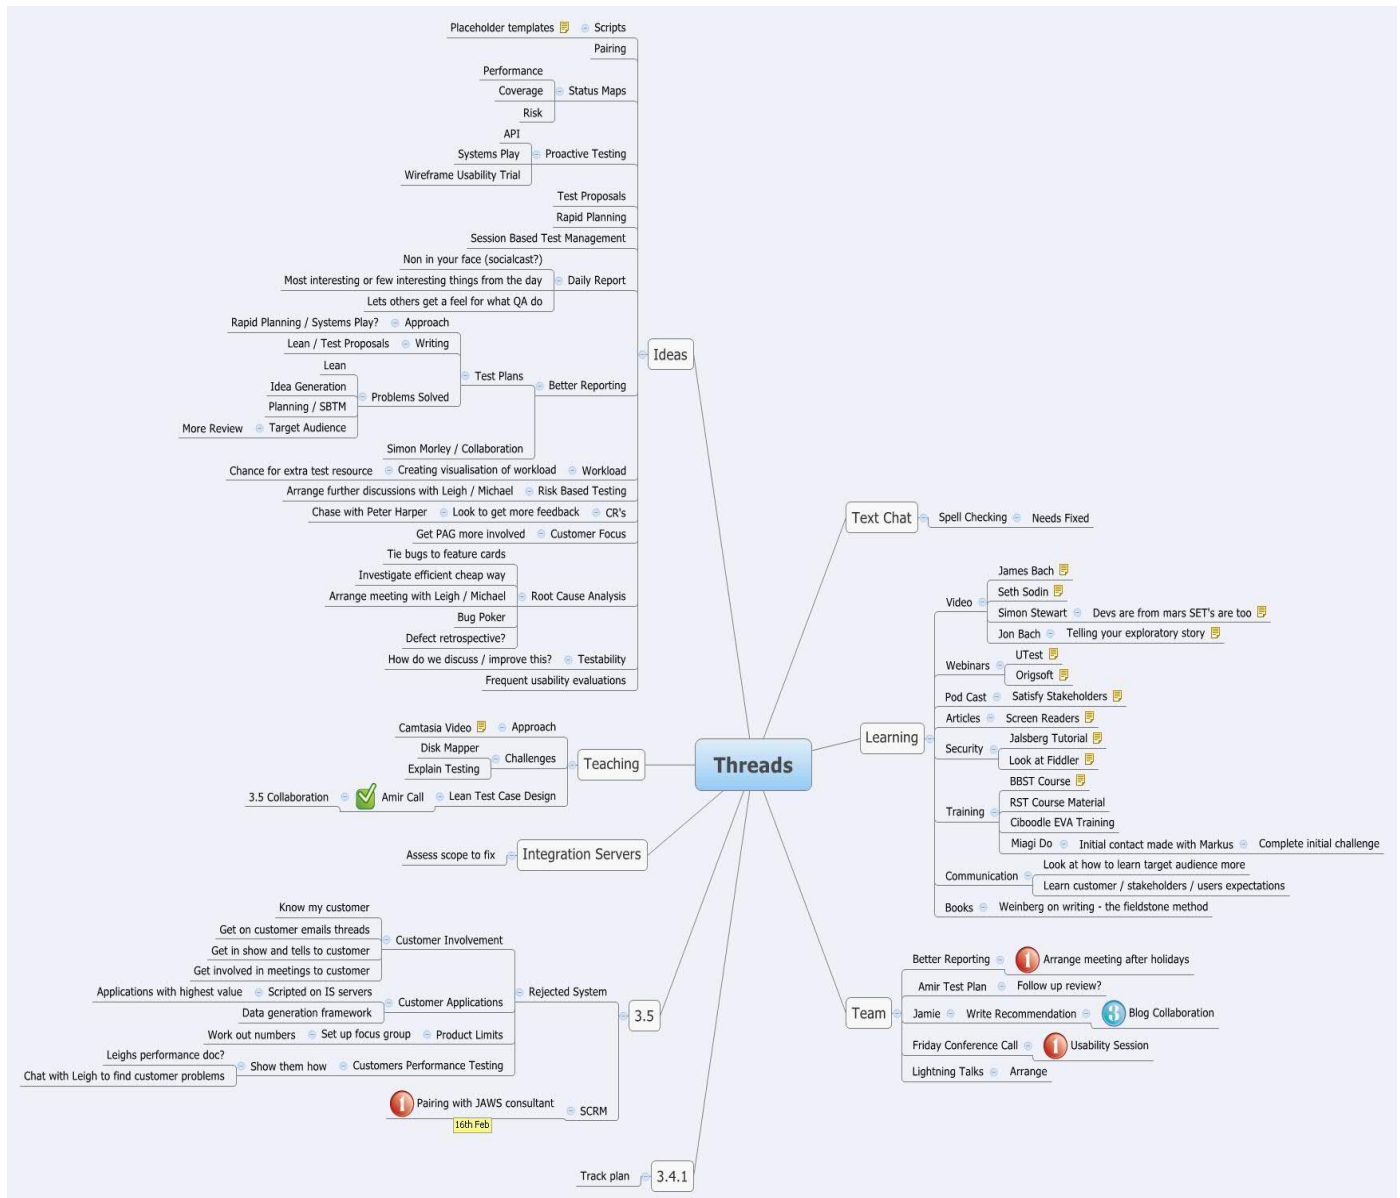 Threads
Ideas
Scripts
Placeholder templates
Pairing
Status Maps
Performance
Coverage
Risk
Proactive Testing
API
Systems Play
Wireframe Usability Trial
Test Proposals
Rapid Planning
Session Based Test Management
Daily Report
Non in your face (socialcast?)
Most interesting or few interesting things from the day
Lets others get a feel for what QA do
Better Reporting
Test Plans
Approach
Rapid Planning / Systems Play?
Writing
Lean / Test Proposals
Problems Solved
Lean
Idea Generation
Planning / SBTM
Target Audience
More Review
Simon Morley / Collaboration
Workload
Creating visualisation of workload
Chance for extra test resource
Risk Based Testing
Arrange further discussions with Leigh / Michael
CR's
Look to get more feedback
Chase with Peter Harper
Customer Focus
Get PAG more involved
Root Cause Analysis
Tie bugs to feature cards
Investigate efficient cheap way
Arrange meeting with Leigh / Michael
Bug Poker
Defect retrospective?
Testability
How do we discuss / improve this?
Frequent usability evaluations
Teaching
Approach
Camtasia Video
Challenges
Disk Mapper
Explain Testing
Lean Test Case Design
Amir Call
3.5 Collaboration
Integration Servers
Assess scope to fix
3.5
Rejected System
Customer Involvement
Know my customer
Get on customer emails threads
Get in show and tells to customer
Get involved in meetings to customer
Customer Applications
Scripted on IS servers
Applications with highest value
Data generation framework
Product Limits
Set up focus group
Work out numbers
Customers Performance Testing
Show them how
Leighs performance doc?
Chat with Leigh to find customer problems
SCRM
1 Pairing with JAWS consultant
16th Feb
3.4.1
Track plan
Text Chat
Spell Checking
Needs Fixed
Learning
Video
James Bach
Seth Sodin
Simon Stewart
Devs are from mars SET's are too
Jon Bach
Telling your exploratory story
Webinars
UTest
Origsoft
Pod Cast
Satisfy Stakeholders
Articles
Screen Readers
Security
Jalsberg Tutorial
Look at Fiddler
Training
BBST Course
RST Course Material
Ciboodle EVA Training
Miagi Do
Initial contact made with Markus
Complete initial challenge
Communication
Look at how to learn target audience more
Learn customer / stakeholders / users expectations
Books
Weinberg on writing - the fieldstone method
Team
Better Reporting
1 Arrange meeting after holidays
Amir Test Plan
Follow up review?
Jamie
Write Recommendation
3 Blog Collaboration
Friday Conference Call
1 Usability Session
Lightning Talks
Arrange